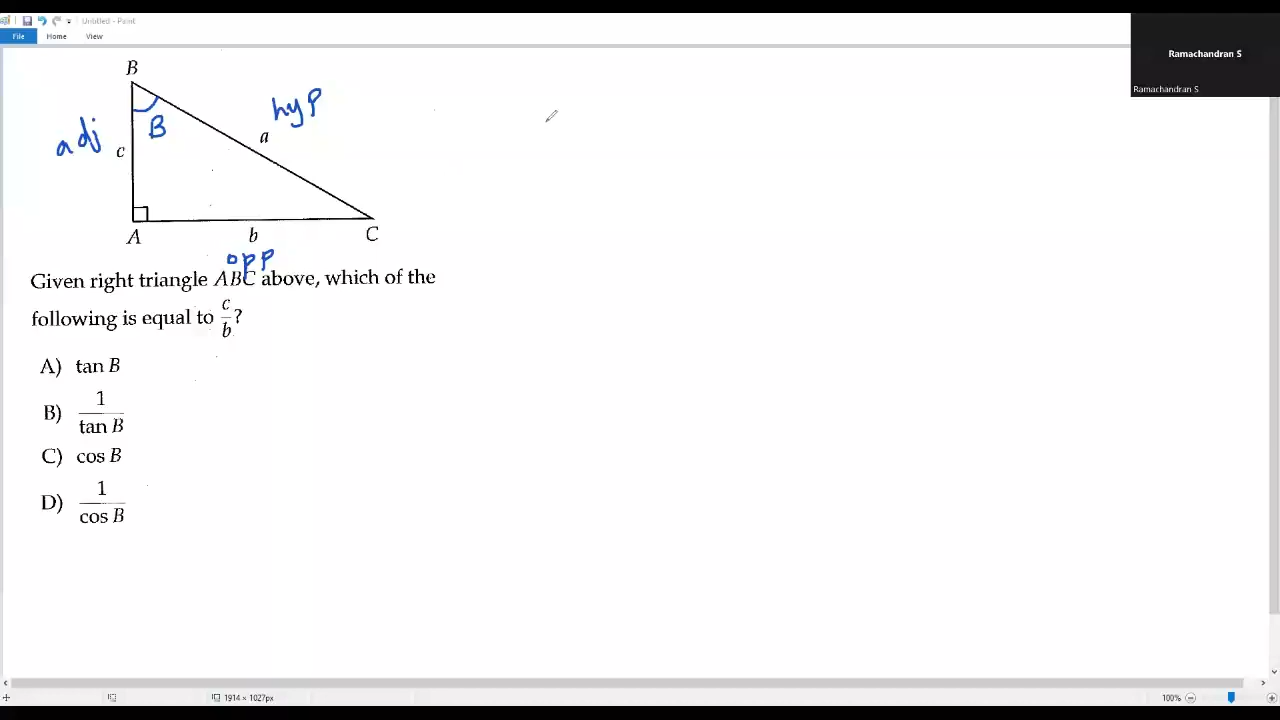 Untitled - Paint
File Home View
Ramachandran S
Ramachandran S
B
hyp
adj
B
a
c
A
b
C
opp
Given right triangle ABC above, which of the
following is equal to c/b?
A) tan B
B) 1/tan B
C) cos B
D) 1/cos B
1914 × 1027px
100%